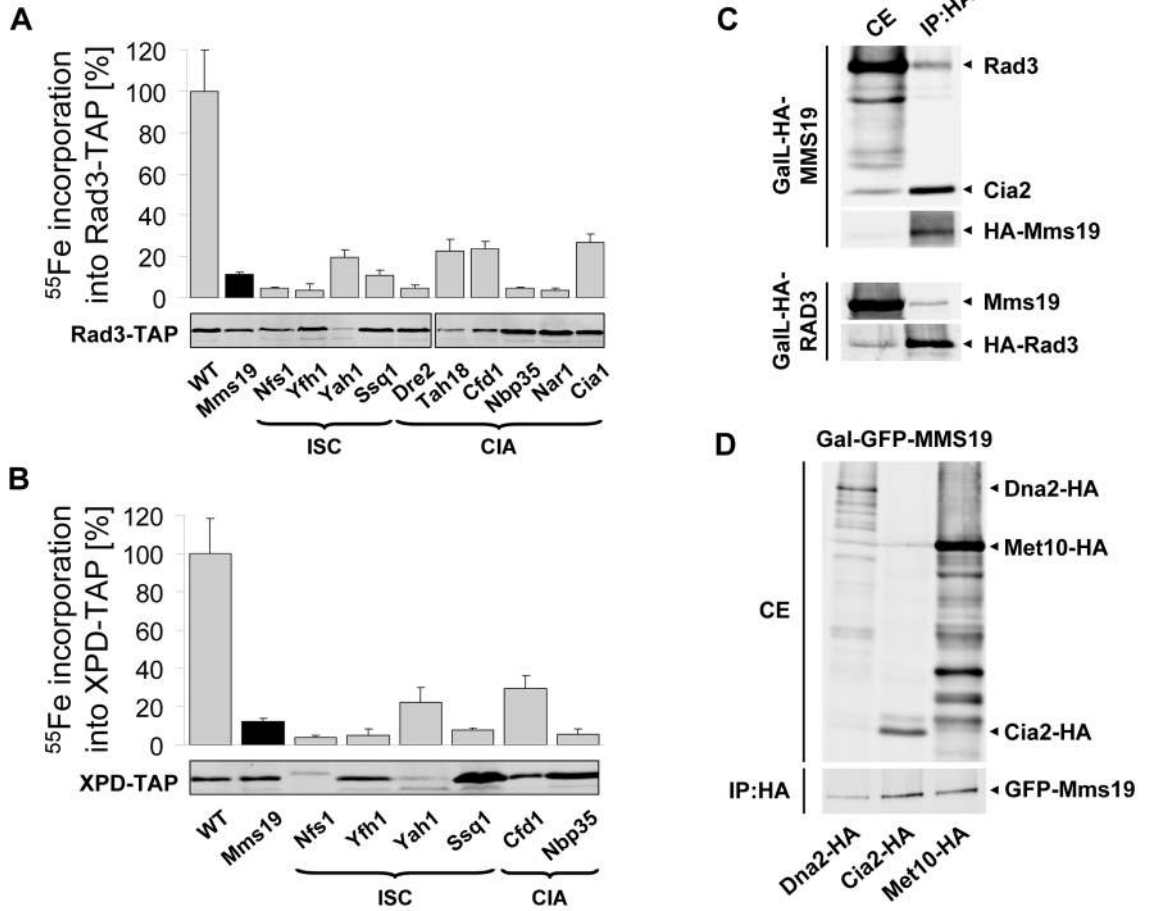 A
55Fe incorporation
into Rad3-TAP [%]
120
100
80
60
40
20
0
Rad3-TAP
WT
Mms19
Nfs1
Yfh1
Yah1
Ssq1
Dre2
Tah18
Cfd1
Nbp35
Nar1
Cia1
ISC
CIA
B
55Fe incorporation
into XPD-TAP [%]
120
100
80
60
40
20
0
XPD-TAP
WT
Mms19
Nfs1
Yfh1
Yah1
Ssq1
Cfd1
Nbp35
ISC
CIA
C
CE
IP:HA
GalL-HA-
MMS19
Rad3
Cia2
HA-Mms19
GalL-HA-
RAD3
Mms19
HA-Rad3
D
Gal-GFP-MMS19
CE
Dna2-HA
Met10-HA
Cia2-HA
IP:HA
GFP-Mms19
Dna2-HA
Cia2-HA
Met10-HA